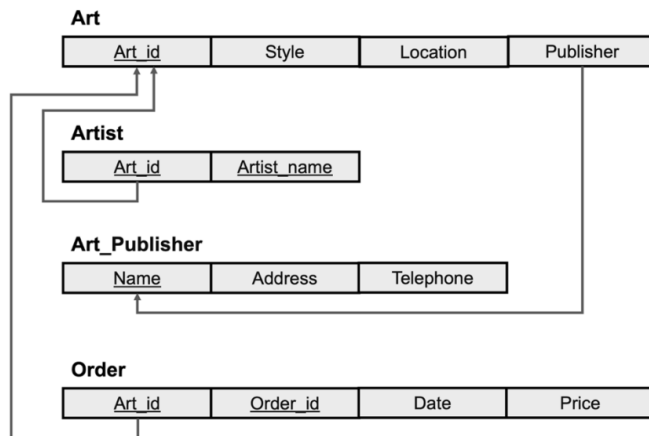 Art
Art_id Style Location Publisher
Artist
Art_id Artist_name
Art_Publisher
Name Address Telephone
Order
Art_id Order_id Date Price